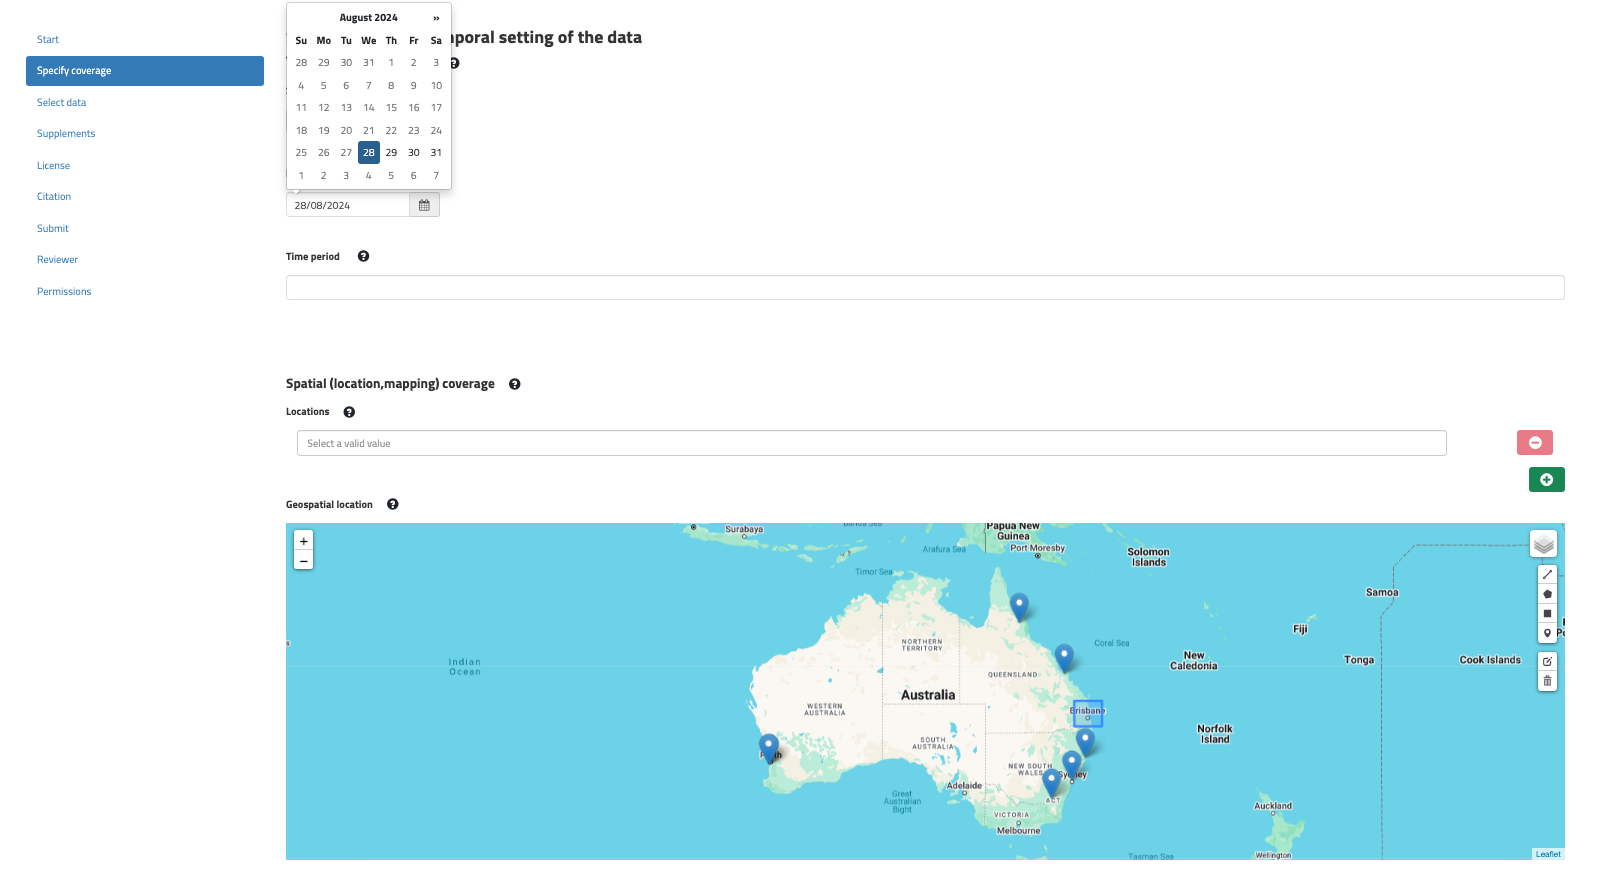 Start
Specify coverage
Select data
Supplements
License
Citation
Submit
Reviewer
Permissions
August 2024 »
Su Mo Tu We Th Fr Sa
28 29 30 31 1 2 3
4 5 6 7 8 9 10
11 12 13 14 15 16 17
18 19 20 21 22 23 24
25 26 27 28 29 30 31
1 2 3 4 5 6 7
setting of the data
28/08/2024
Time period
Spatial (location,mapping) coverage
Locations
Select a valid value
Geospatial location
+
−
Surabaya
Banda Sea
Papua New
Guinea
Port Moresby
Arafura Sea
Solomon
Islands
Timor Sea
Samoa
Fiji
Coral Sea
NORTHERN
TERRITORY
Indian
Ocean
New
Caledonia
Tonga
Cook Islands
QUEENSLAND
Australia
WESTERN
AUSTRALIA
Brisbane
Norfolk
Island
SOUTH
AUSTRALIA
NEW SOUTH
WALES
Sydney
Adelaide
Great
Australian
Bight
ACT
VICTORIA
Melbourne
Auckland
Tasman Sea
Wellington
Leaflet